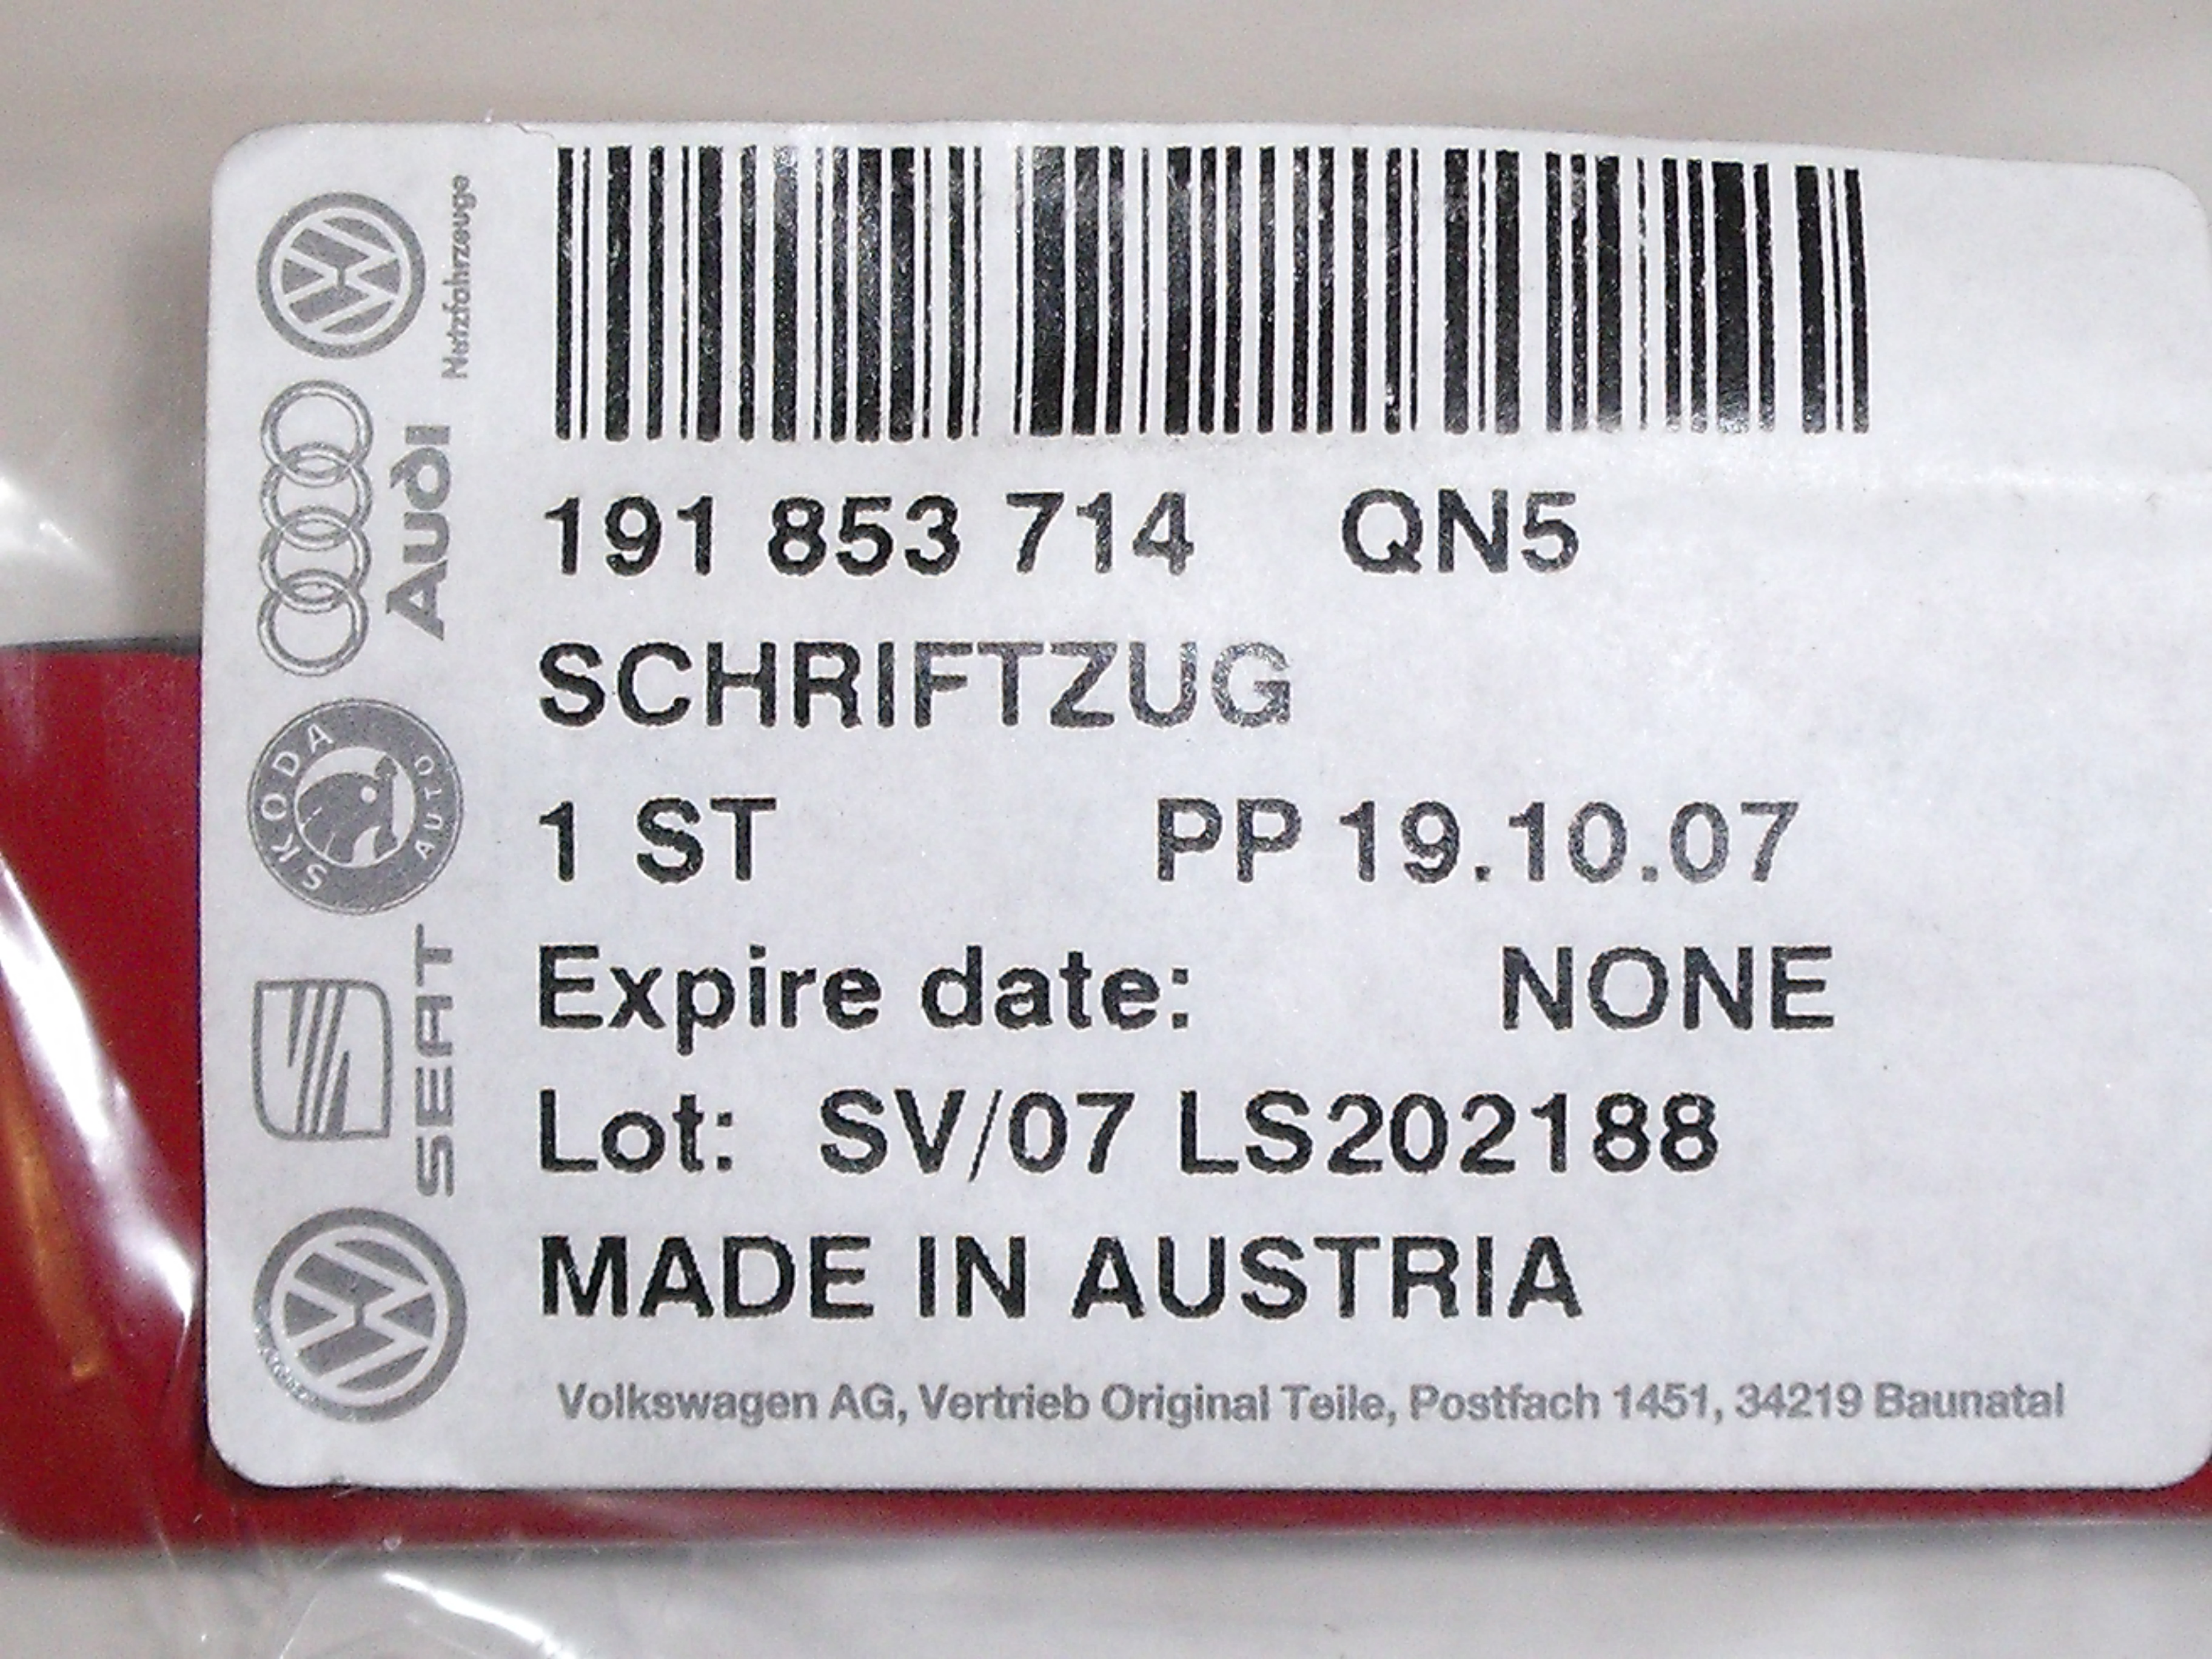 191 853 714 QN5
SCHRIFTZUG
1 ST PP 19.10.07
Expire date: NONE
Lot: SV/07 LS202188
MADE IN AUSTRIA
Volkswagen AG, Vertrieb Original Teile, Postfach 1451, 34219 Baunatal
Nutzfahrzeuge
Audi
SKODA AUTO
SEAT